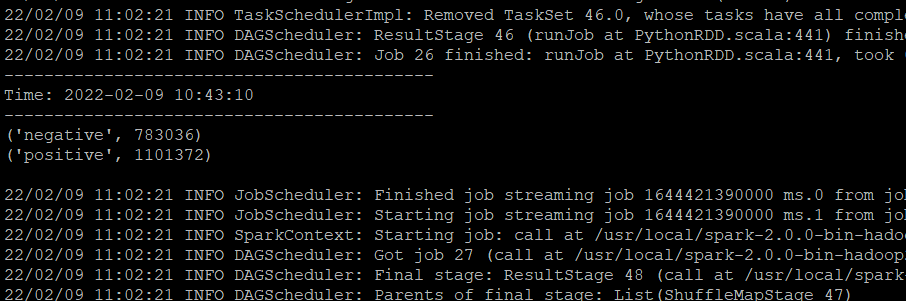 22/02/09 11:02:21 INFO TaskSchedulerImpl: Removed TaskSet 46.0, whose tasks have all comple
22/02/09 11:02:21 INFO DAGScheduler: ResultStage 46 (runJob at PythonRDD.scala:441) finishe
22/02/09 11:02:21 INFO DAGScheduler: Job 26 finished: runJob at PythonRDD.scala:441, took
-------------------------------------------
Time: 2022-02-09 10:43:10
-------------------------------------------
('negative', 783036)
('positive', 1101372)
22/02/09 11:02:21 INFO JobScheduler: Finished job streaming job 1644421390000 ms.0 from jo
22/02/09 11:02:21 INFO JobScheduler: Starting job streaming job 1644421390000 ms.1 from jo
22/02/09 11:02:21 INFO SparkContext: Starting job: call at /usr/local/spark-2.0.0-bin-hado
22/02/09 11:02:21 INFO DAGScheduler: Got job 27 (call at /usr/local/spark-2.0.0-bin-hadoop
22/02/09 11:02:21 INFO DAGScheduler: Final stage: ResultStage 48 (call at /usr/local/spark
22/02/09 11:02:21 INFO DAGScheduler: Parents of final stage: List(ShuffleMapStage 47)